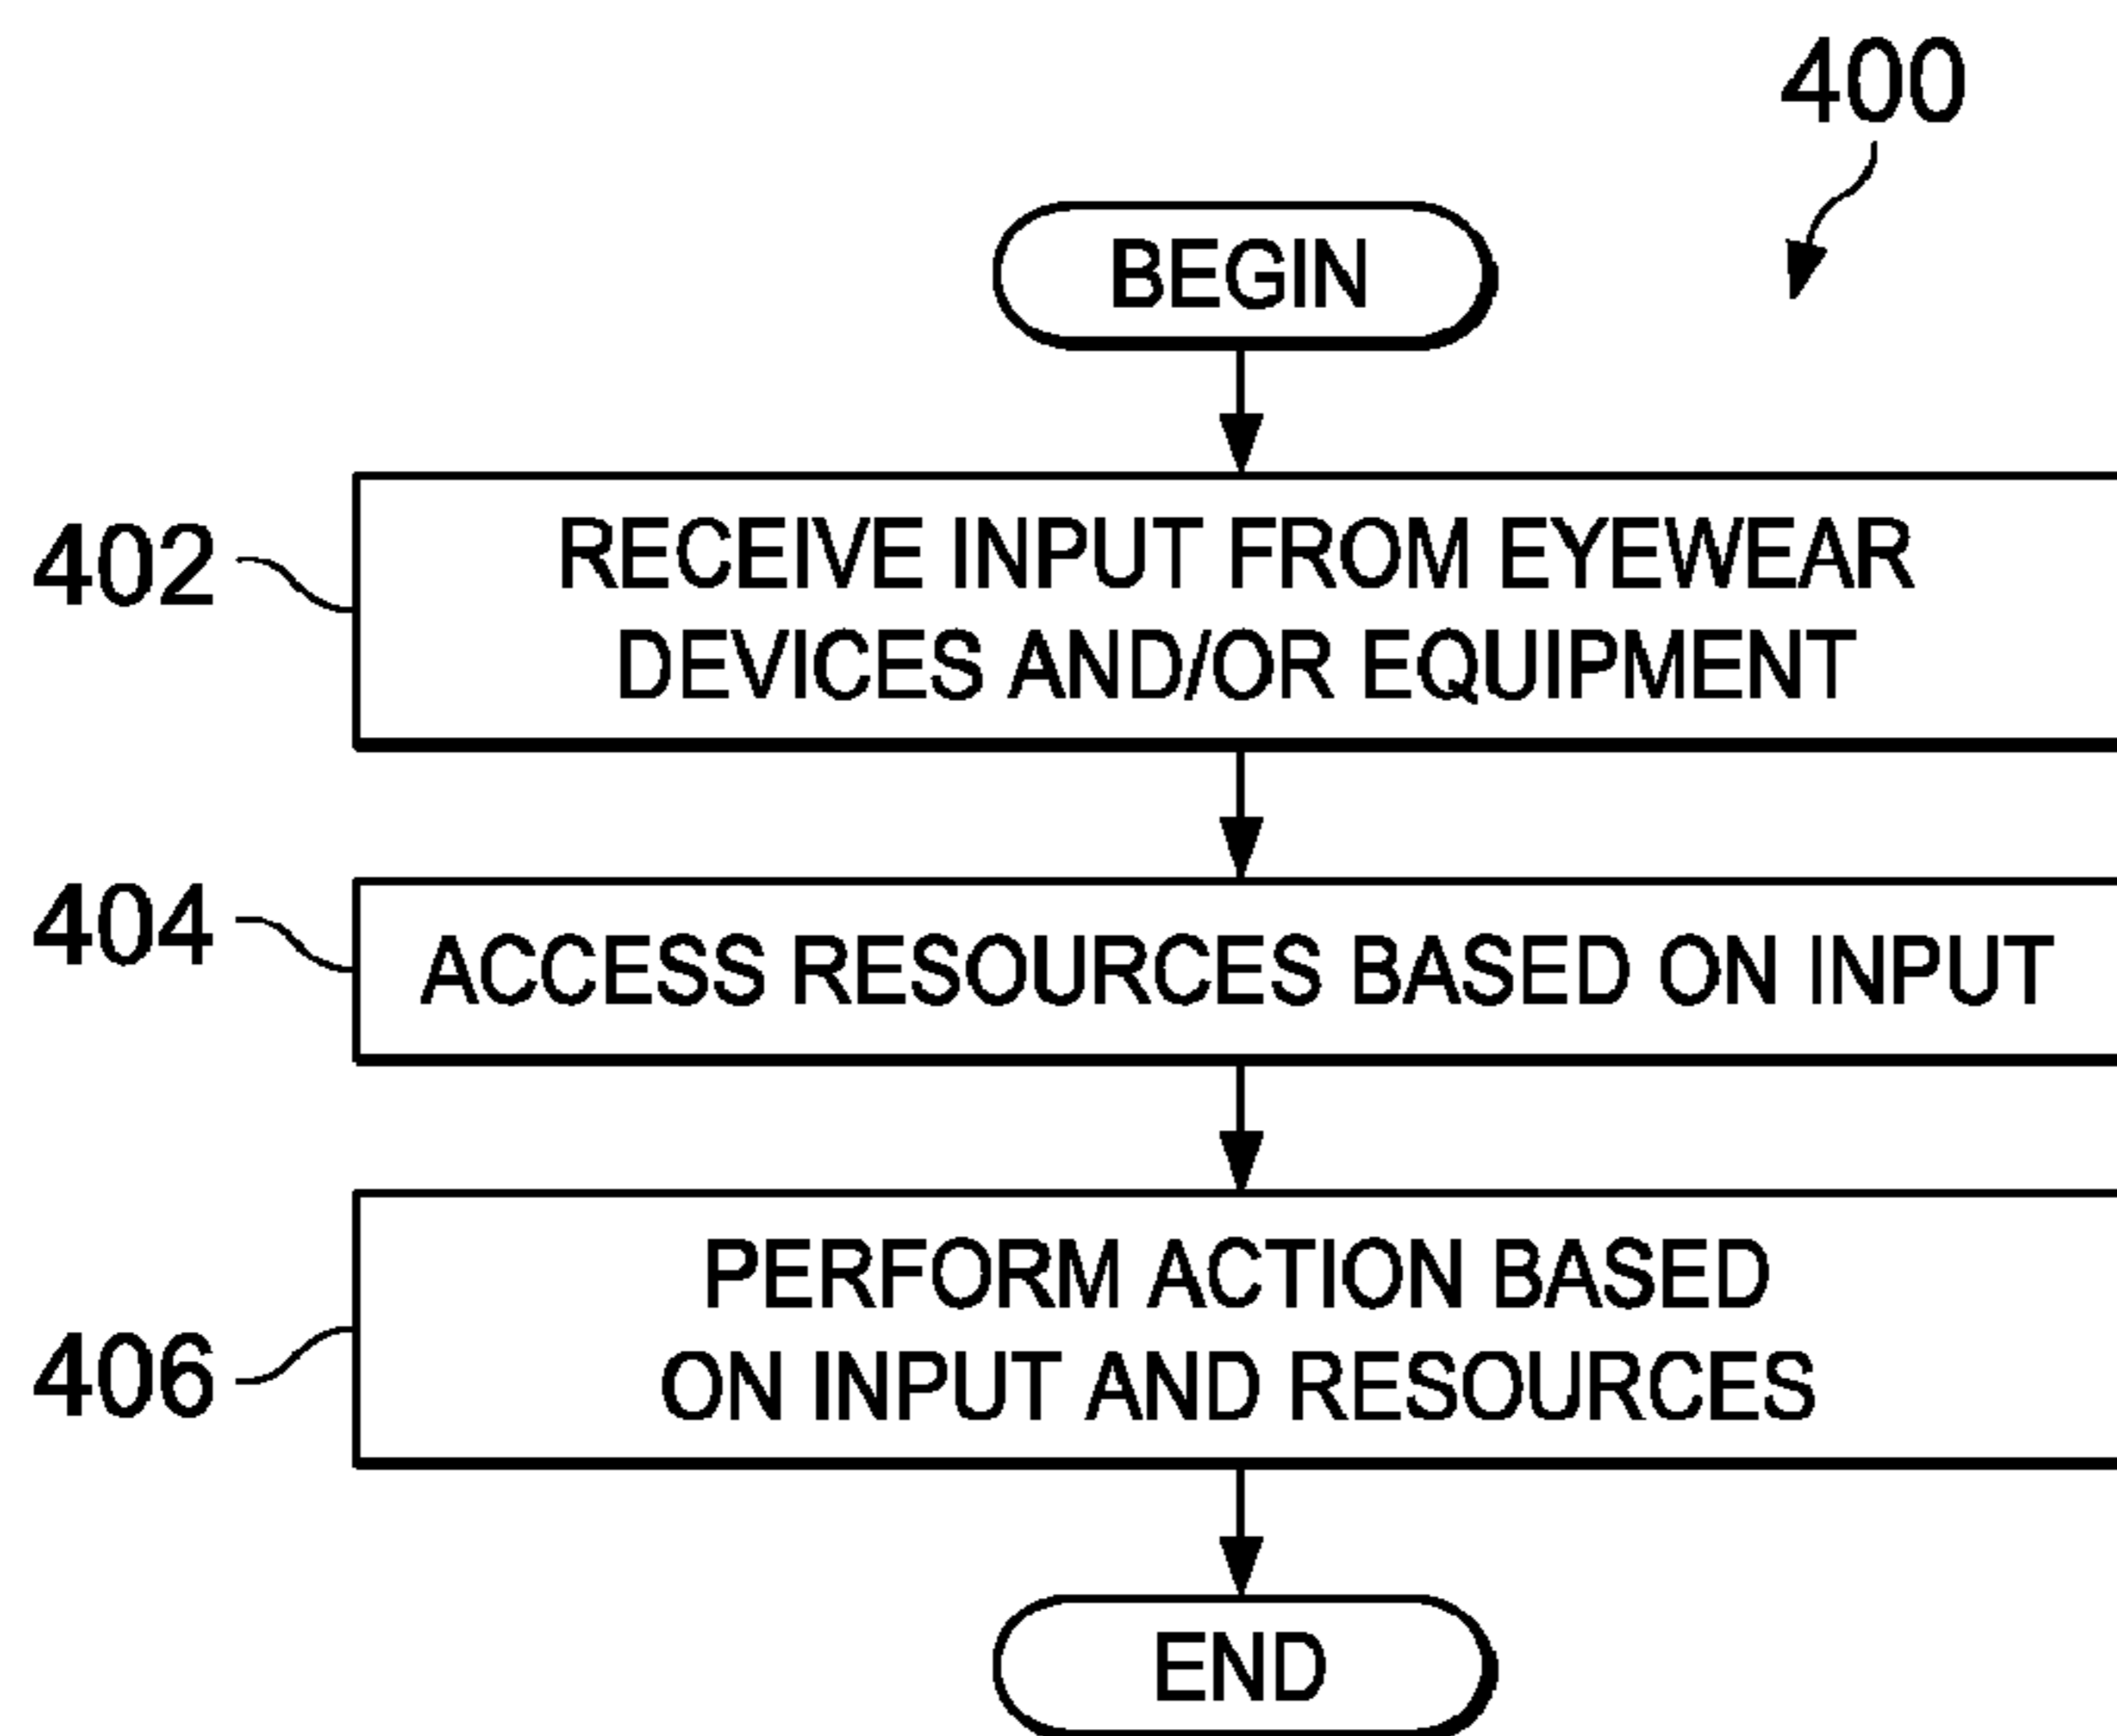 400
BEGIN
402
RECEIVE INPUT FROM EYEWEAR
DEVICES AND/OR EQUIPMENT
404
ACCESS RESOURCES BASED ON INPUT
406
PERFORM ACTION BASED
ON INPUT AND RESOURCES
END